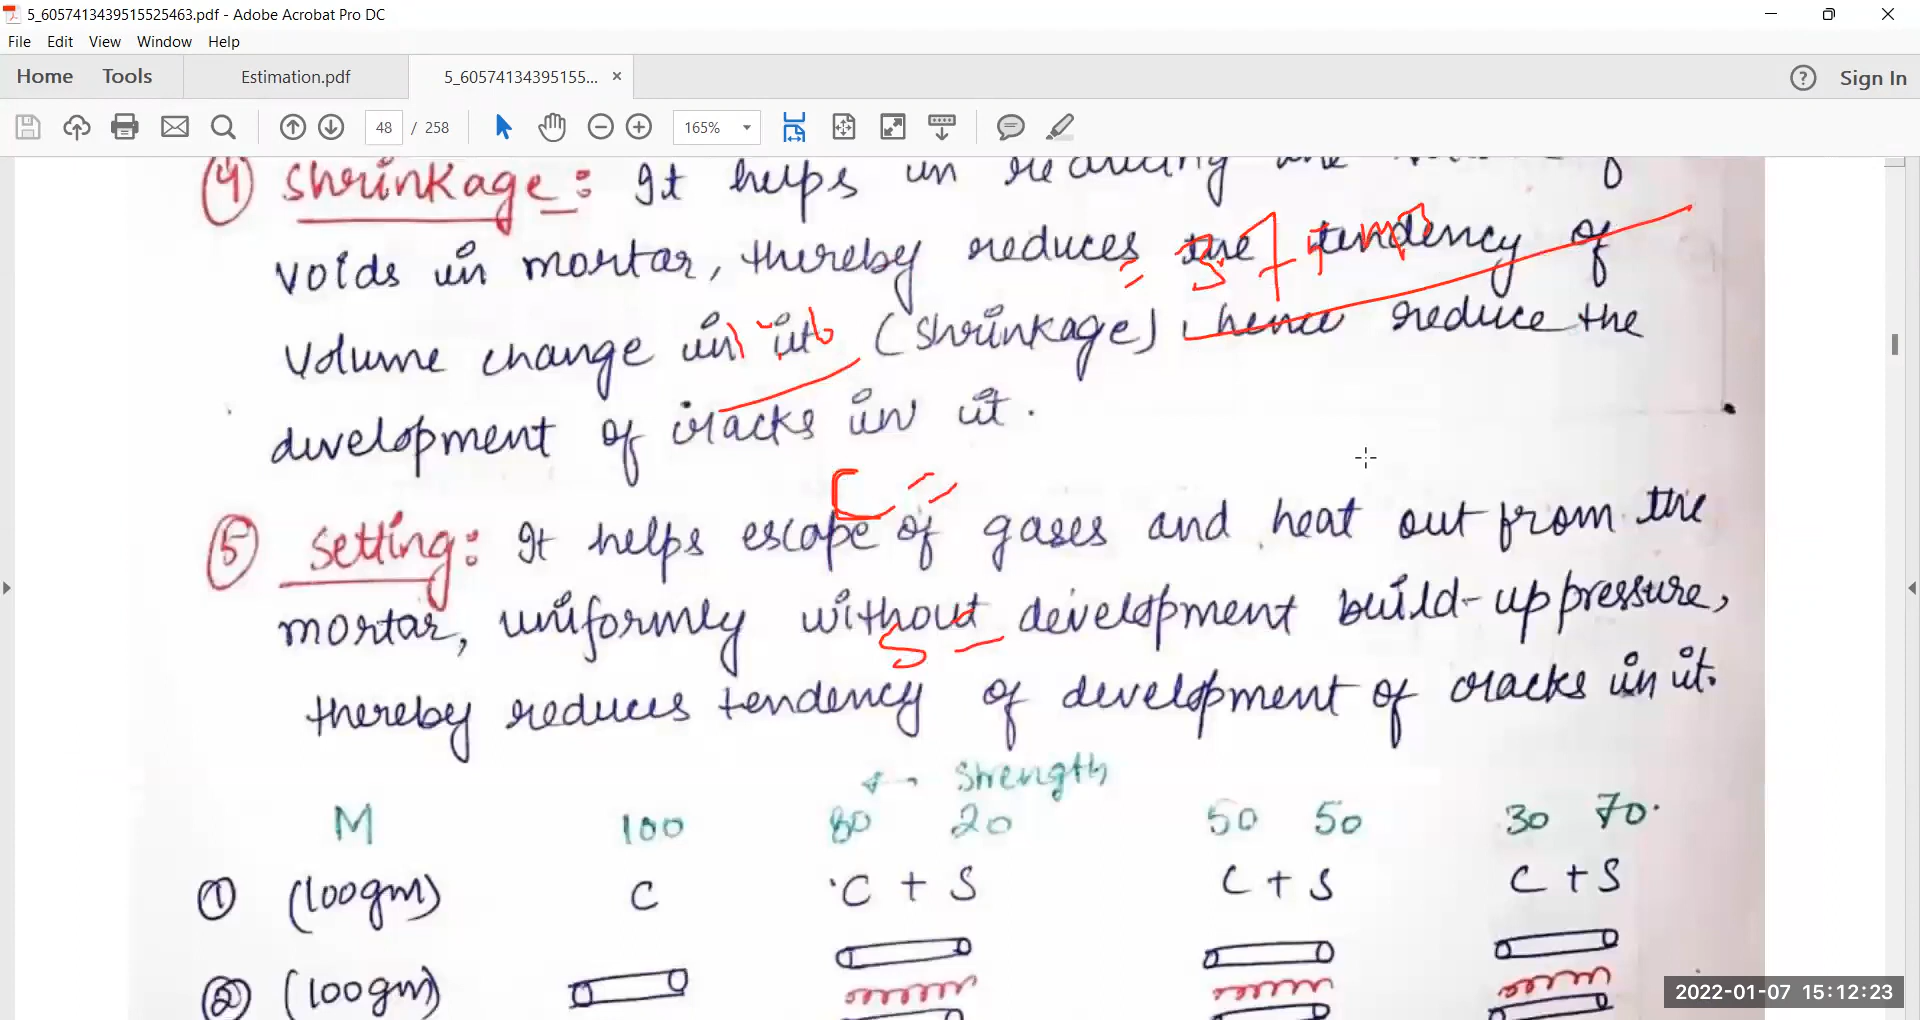 5_6057413439515525463.pdf - Adobe Acrobat Pro DC
File Edit View Window Help
Home Tools Estimation.pdf 5_60574134395155... × ? Sign In
48 / 258 165%
(4) Shrinkage: It helps in reducing the
voids in mortar, thereby reduces the tendency of
volume change in it (shrinkage) hence reduce the
development of cracks in it.
(5) Setting: It helps escape of gases and heat out from the
mortar, uniformly without development build-up pressure,
thereby reduces tendency of development of cracks in it.
Strength
M 100 80 20 50 50 30 70
(1) (100gm) C C + S C + S C + S
(2) (100gm)
C =
S =
2022-01-07 15:12:23